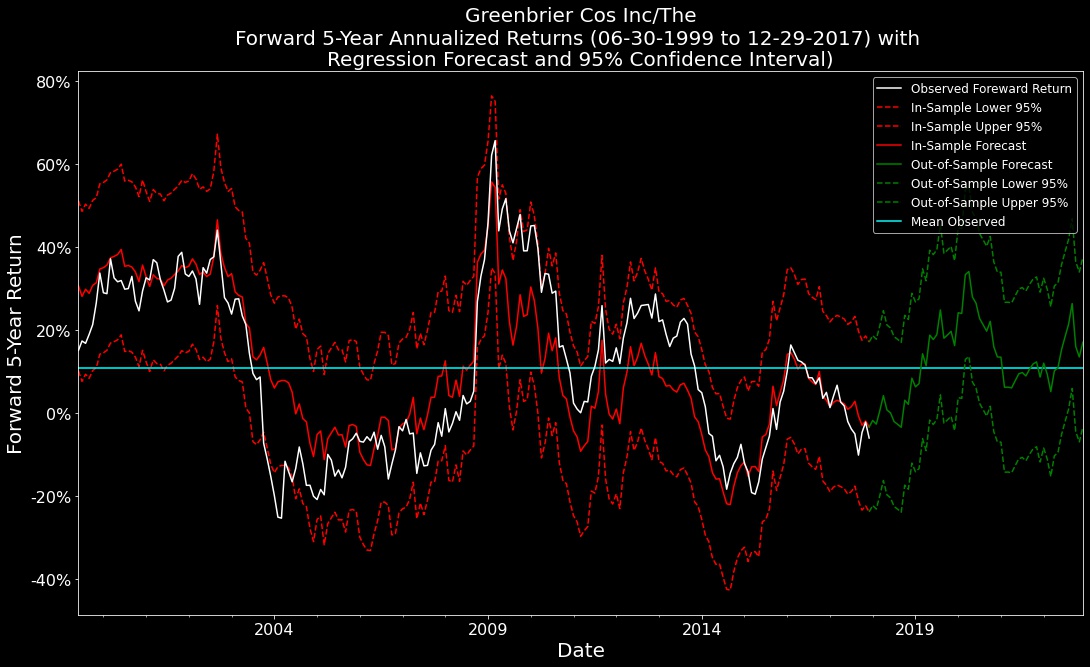 Greenbrier Cos Inc/The
Forward 5-Year Annualized Returns (06-30-1999 to 12-29-2017) with
Regression Forecast and 95% Confidence Interval)
80%
60%
40%
20%
0%
-20%
-40%
Forward 5-Year Return
Observed Foreward Return
In-Sample Lower 95%
In-Sample Upper 95%
In-Sample Forecast
Out-of-Sample Forecast
Out-of-Sample Lower 95%
Out-of-Sample Upper 95%
Mean Observed
2004
2009
2014
2019
Date